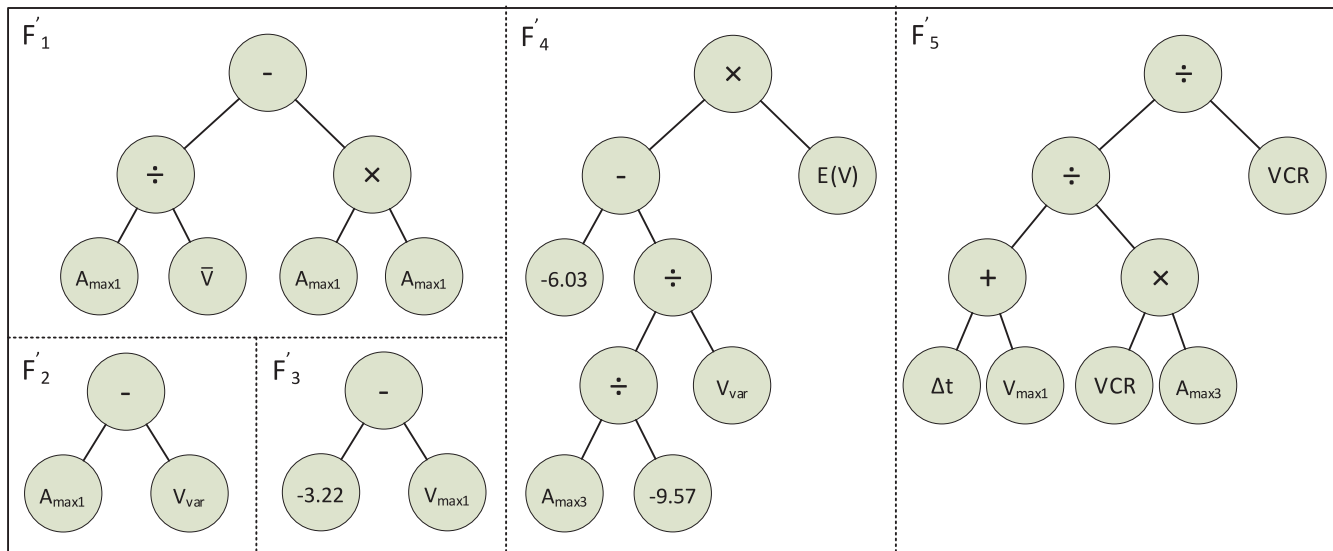 F'₁
-
÷
×
Aₘₐₓ₁
V̅
Aₘₐₓ₁
Aₘₐₓ₁
F'₂
-
Aₘₐₓ₁
Vᵥₐᵣ
F'₃
-
-3.22
Vₘₐₓ₁
F'₄
×
-
E(V)
-6.03
÷
÷
Vᵥₐᵣ
Aₘₐₓ₃
-9.57
F'₅
÷
÷
VCR
+
×
Δt
Vₘₐₓ₁
VCR
Aₘₐₓ₃